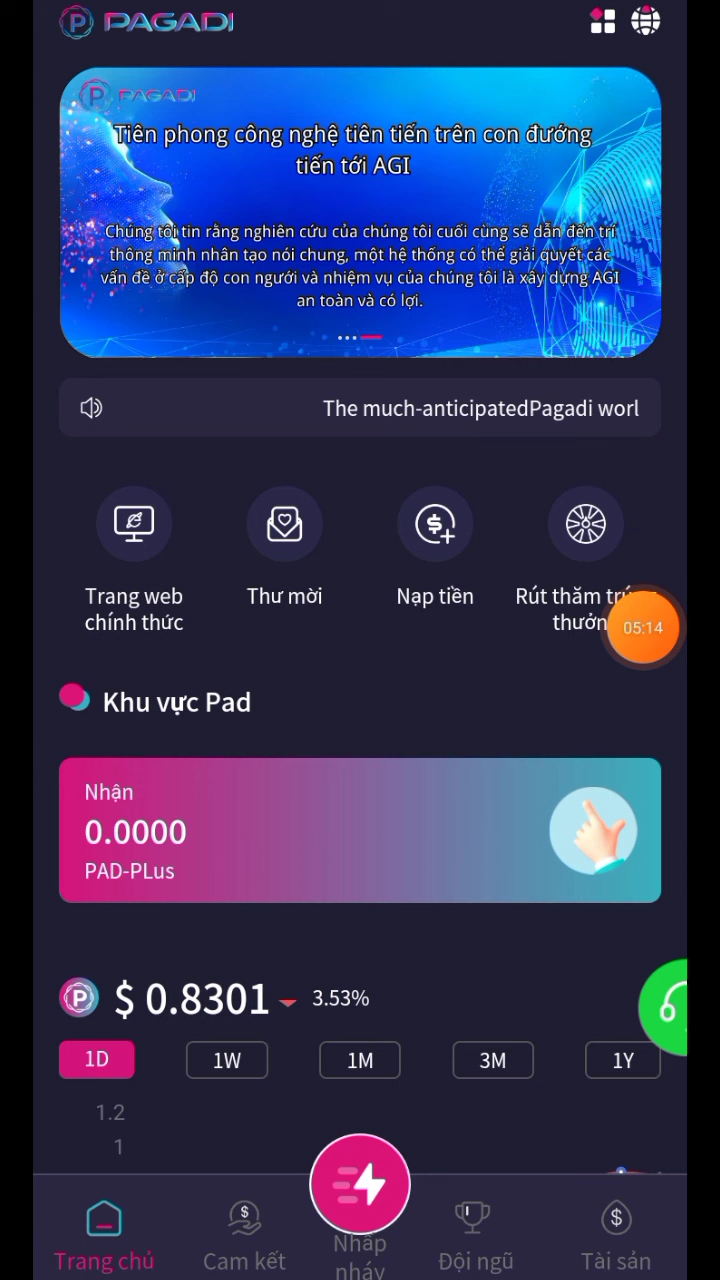 PAGADI
PAGADI
Tiên phong công nghệ tiên tiến trên con đường
tiến tới AGI
Chúng tôi tin rằng nghiên cứu của chúng tôi cuối cùng sẽ dẫn đến trí
thông minh nhân tạo nói chung, một hệ thống có thể giải quyết các
vấn đề ở cấp độ con người và nhiệm vụ của chúng tôi là xây dựng AGI
an toàn và có lợi.
The much-anticipatedPagadi worl
Trang web
chính thức
Thư mời
Nạp tiền
Rút thăm
thưởn
05:14
Khu vực Pad
Nhận
0.0000
PAD-PLus
$ 0.8301
3.53%
1D
1W
1M
3M
1Y
1.2
1
Trang chủ
Cam kết
Nhấp
nháy
Đội ngũ
Tài sản